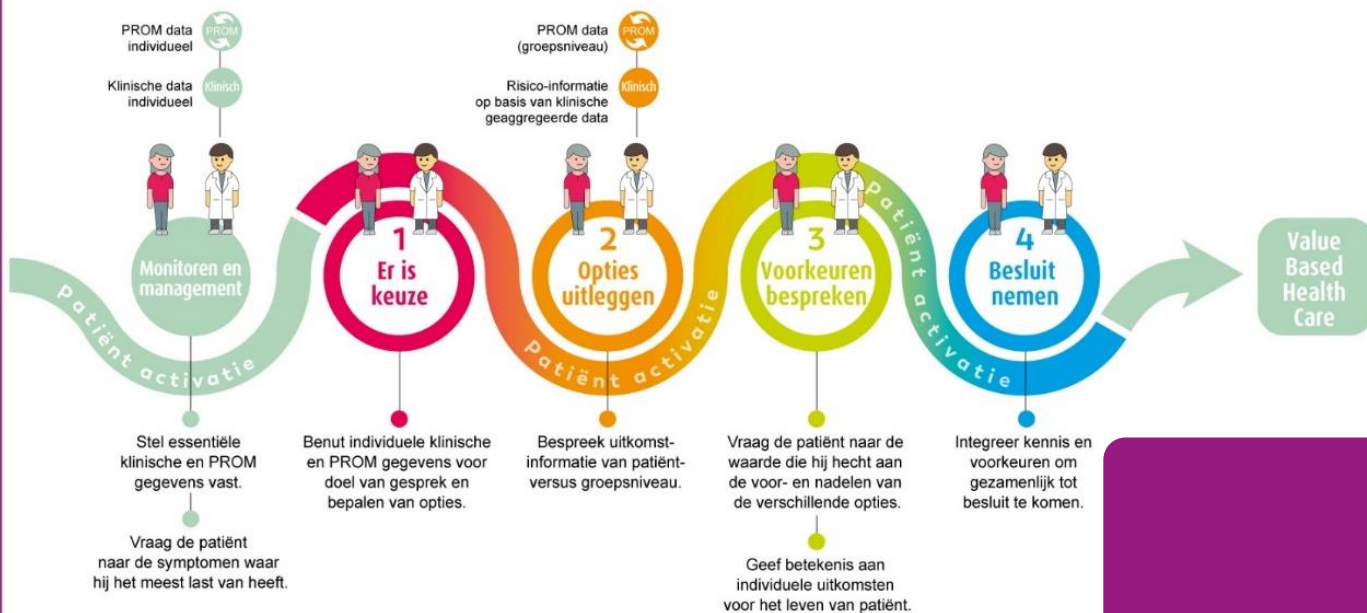 PROM data
individueel
PROM
Klinische data
individueel
Klinisch
PROM data
(groepsniveau)
PROM
Risico-informatie
op basis van klinische
geaggregeerde data
Klinisch
Monitoren en
management
1
Er is
keuze
2
Opties
uitleggen
3
Voorkeuren
bespreken
4
Besluit
nemen
Value
Based
Health
Care
Patiënt activatie
Patiënt activatie
Patiënt activatie
Stel essentiële
klinische en PROM
gegevens vast.
Vraag de patiënt
naar de symptomen waar
hij het meest last van heeft.
Benut individuele klinische
en PROM gegevens voor
doel van gesprek en
bepalen van opties.
Bespreek uitkomst-
informatie van patiënt-
versus groepsniveau.
Vraag de patiënt naar de
waarde die hij hecht aan
de voor- en nadelen van
de verschillende opties.
Geef betekenis aan
individuele uitkomsten
voor het leven van patiënt.
Integreer kennis en
voorkeuren om
gezamenlijk tot
besluit te komen.